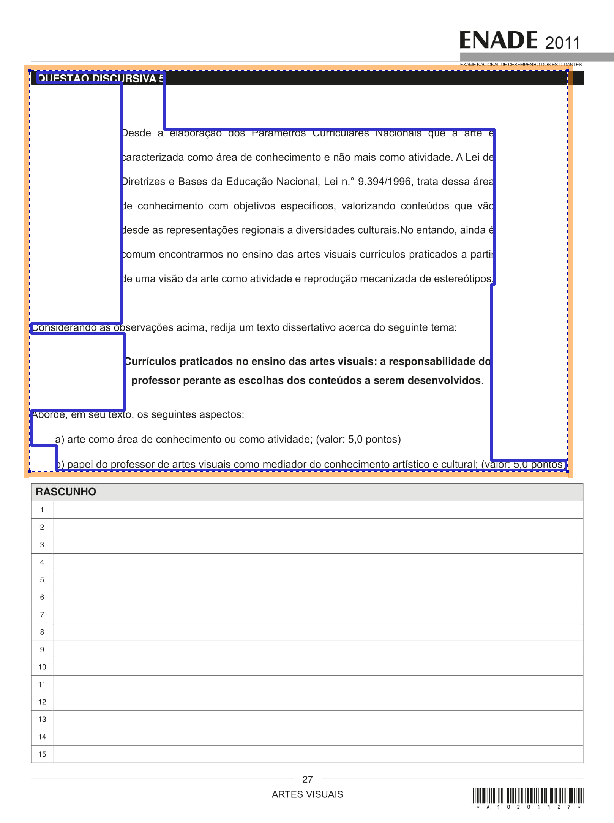 ENADE 2011
EXAME NACIONAL DE DESEMPENHO DOS ESTUDANTES
QUESTÃO DISCURSIVA 5
Desde a elaboração dos Parâmetros Curriculares Nacionais que a arte é
caracterizada como área de conhecimento e não mais como atividade. A Lei de
Diretrizes e Bases da Educação Nacional, Lei n.° 9.394/1996, trata dessa área
de conhecimento com objetivos específicos, valorizando conteúdos que vão
desde as representações regionais a diversidades culturais.No entando, ainda é
comum encontrarmos no ensino das artes visuais currículos praticados a partir
de uma visão da arte como atividade e reprodução mecanizada de estereótipos.
Considerando as observações acima, redija um texto dissertativo acerca do seguinte tema:
Currículos praticados no ensino das artes visuais: a responsabilidade do
professor perante as escolhas dos conteúdos a serem desenvolvidos.
Aborde, em seu texto, os seguintes aspectos:
a) arte como área de conhecimento ou como atividade; (valor: 5,0 pontos)
b) papel do professor de artes visuais como mediador do conhecimento artístico e cultural; (valor: 5,0 pontos)
RASCUNHO
1
2
3
4
5
6
7
8
9
10
11
12
13
14
15
27
ARTES VISUAIS